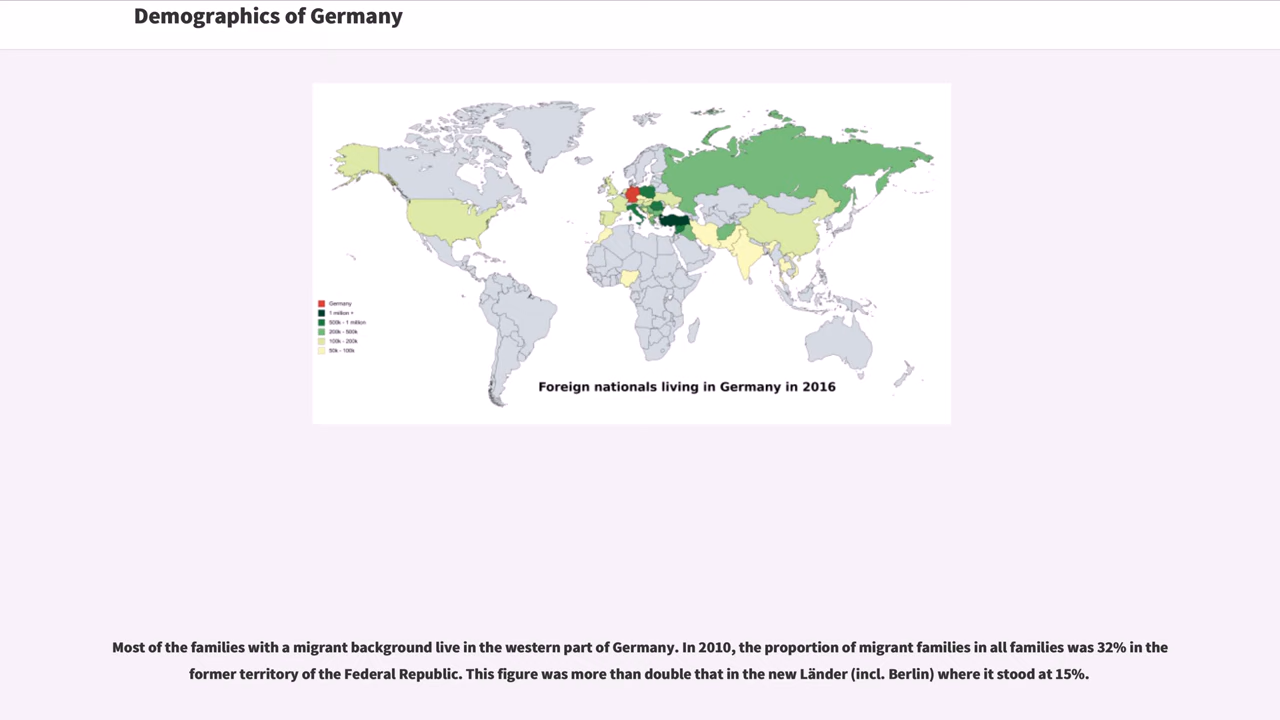 Demographics of Germany
Germany
1 million +
500k - 1 million
200k - 500k
100k - 200k
50k - 100k
Foreign nationals living in Germany in 2016
Most of the families with a migrant background live in the western part of Germany. In 2010, the proportion of migrant families in all families was 32% in the
former territory of the Federal Republic. This figure was more than double that in the new Länder (incl. Berlin) where it stood at 15%.